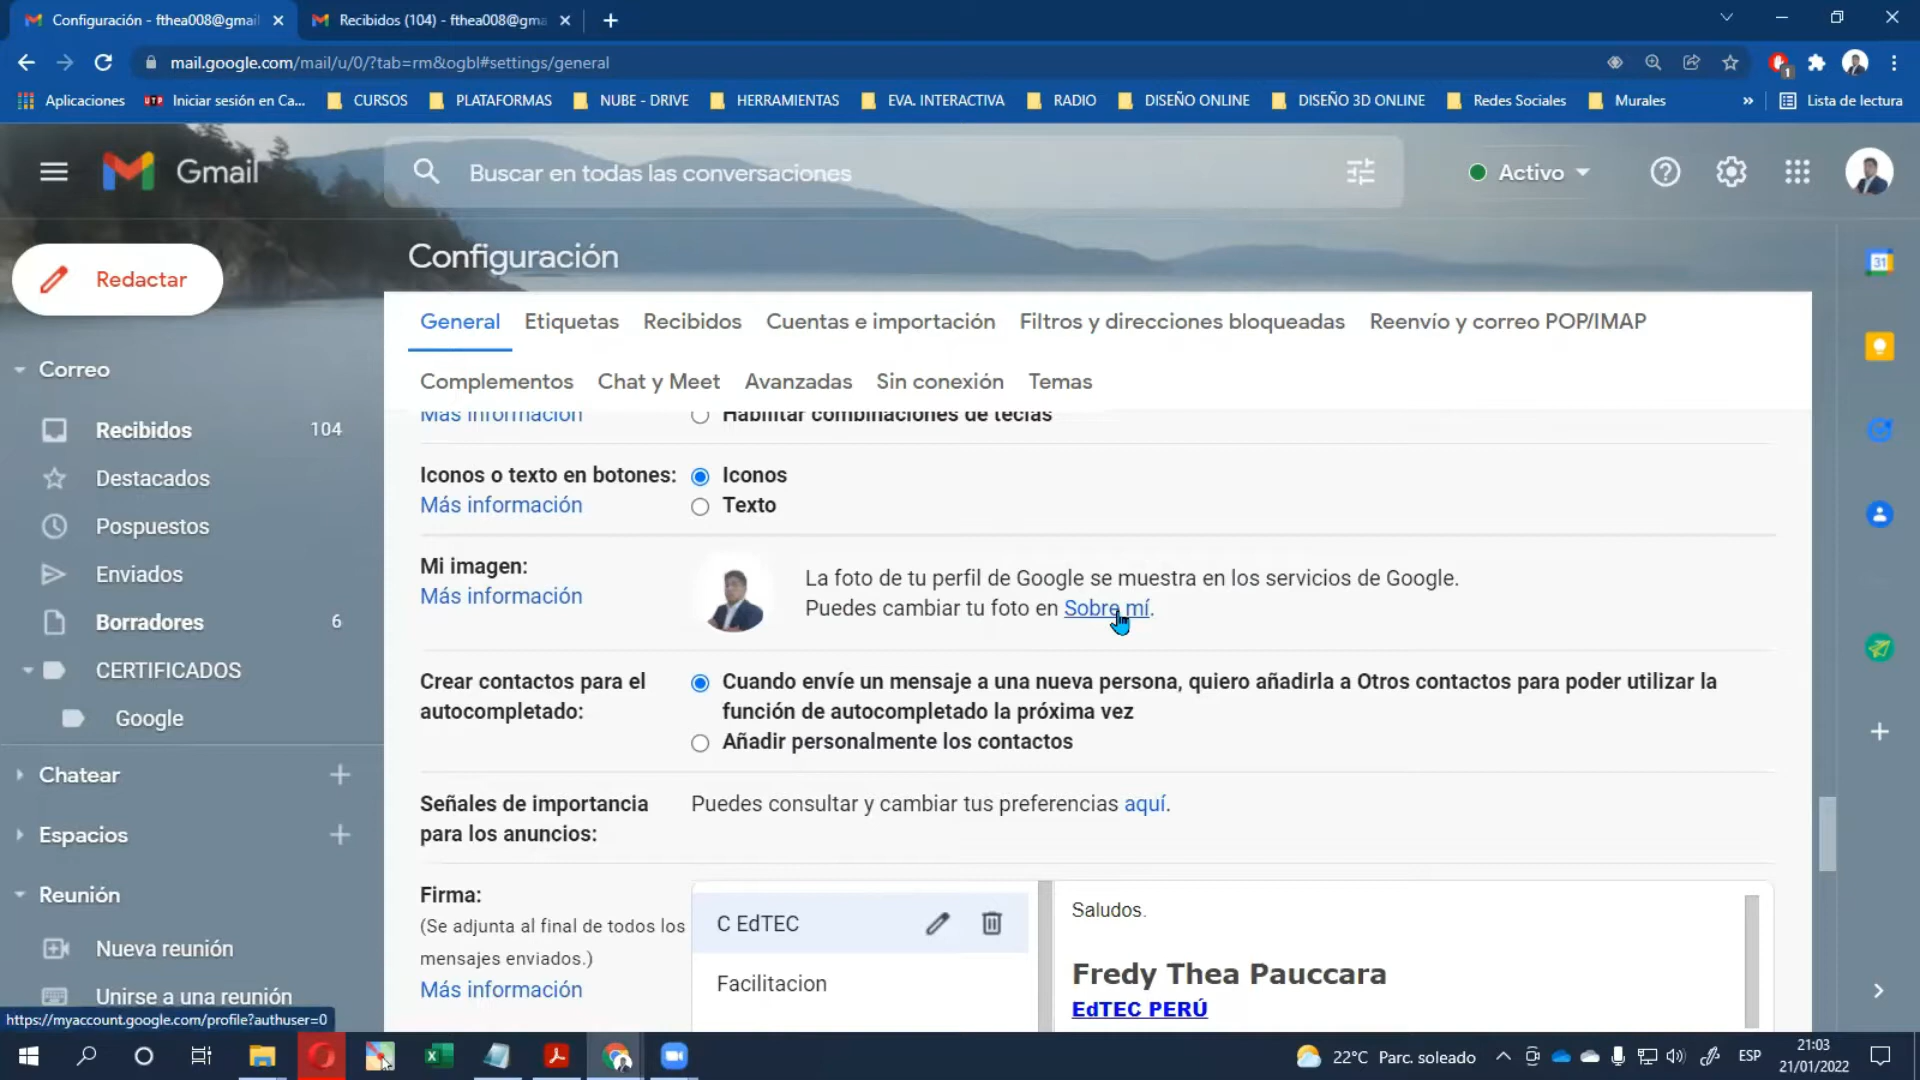 Configuración - fthea008@gmai
Recibidos (104) - fthea008@gma
mail.google.com/mail/u/0/?tab=rm&ogbl#settings/general
1
Aplicaciones
UTP Iniciar sesión en Ca...
CURSOS
PLATAFORMAS
NUBE - DRIVE
HERRAMIENTAS
EVA. INTERACTIVA
RADIO
DISEÑO ONLINE
DISEÑO 3D ONLINE
Redes Sociales
Murales
»
Lista de lectura
Gmail
Buscar en todas las conversaciones
Activo
Redactar
Correo
Recibidos 104
Destacados
Pospuestos
Enviados
Borradores 6
CERTIFICADOS
Google
Chatear
Espacios
Reunión
Nueva reunión
Unirse a una reunión
https://myaccount.google.com/profile?authuser=0
Configuración
General Etiquetas Recibidos Cuentas e importación Filtros y direcciones bloqueadas Reenvío y correo POP/IMAP
Complementos Chat y Meet Avanzadas Sin conexión Temas
Más información
Habilitar combinaciones de teclas
Iconos o texto en botones:
Más información
Iconos
Texto
Mi imagen:
Más información
La foto de tu perfil de Google se muestra en los servicios de Google.
Puedes cambiar tu foto en Sobre mí.
Crear contactos para el
autocompletado:
Cuando envíe un mensaje a una nueva persona, quiero añadirla a Otros contactos para poder utilizar la
función de autocompletado la próxima vez
Añadir personalmente los contactos
Señales de importancia
para los anuncios:
Puedes consultar y cambiar tus preferencias aquí.
Firma:
(Se adjunta al final de todos los
mensajes enviados.)
Más información
C EdTEC
Facilitacion
Saludos.
Fredy Thea Pauccara
EdTEC PERÚ
31
22°C Parc. soleado
ESP
21:03
21/01/2022